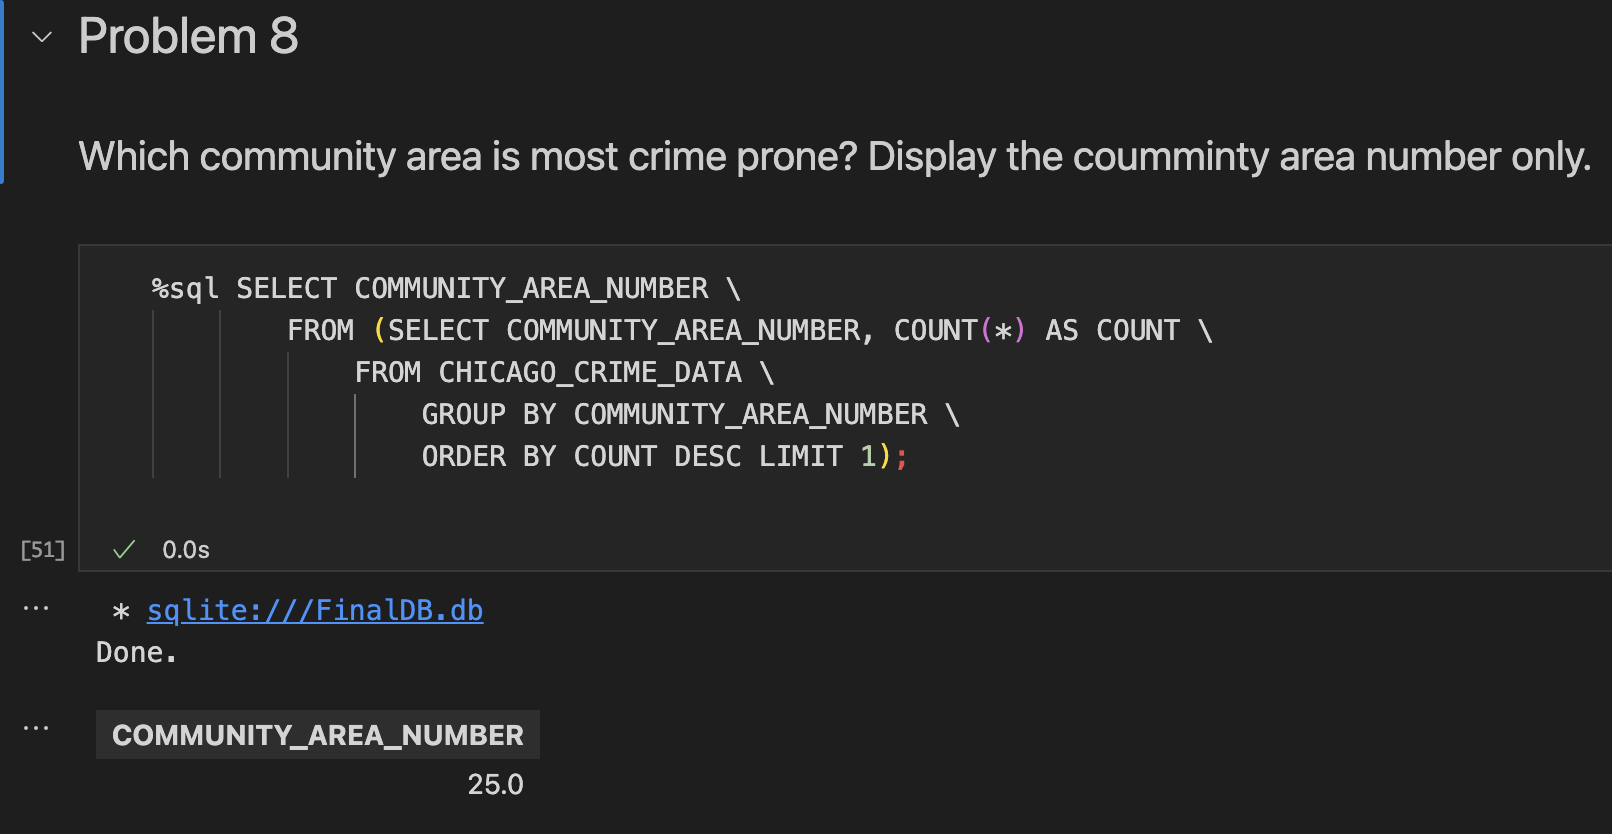 Problem 8
Which community area is most crime prone? Display the coumminty area number only.
%sql SELECT COMMUNITY_AREA_NUMBER \
FROM (SELECT COMMUNITY_AREA_NUMBER, COUNT(*) AS COUNT \
FROM CHICAGO_CRIME_DATA \
GROUP BY COMMUNITY_AREA_NUMBER \
ORDER BY COUNT DESC LIMIT 1);
[51] ✓ 0.0s
... * sqlite:///FinalDB.db
Done.
... COMMUNITY_AREA_NUMBER
25.0